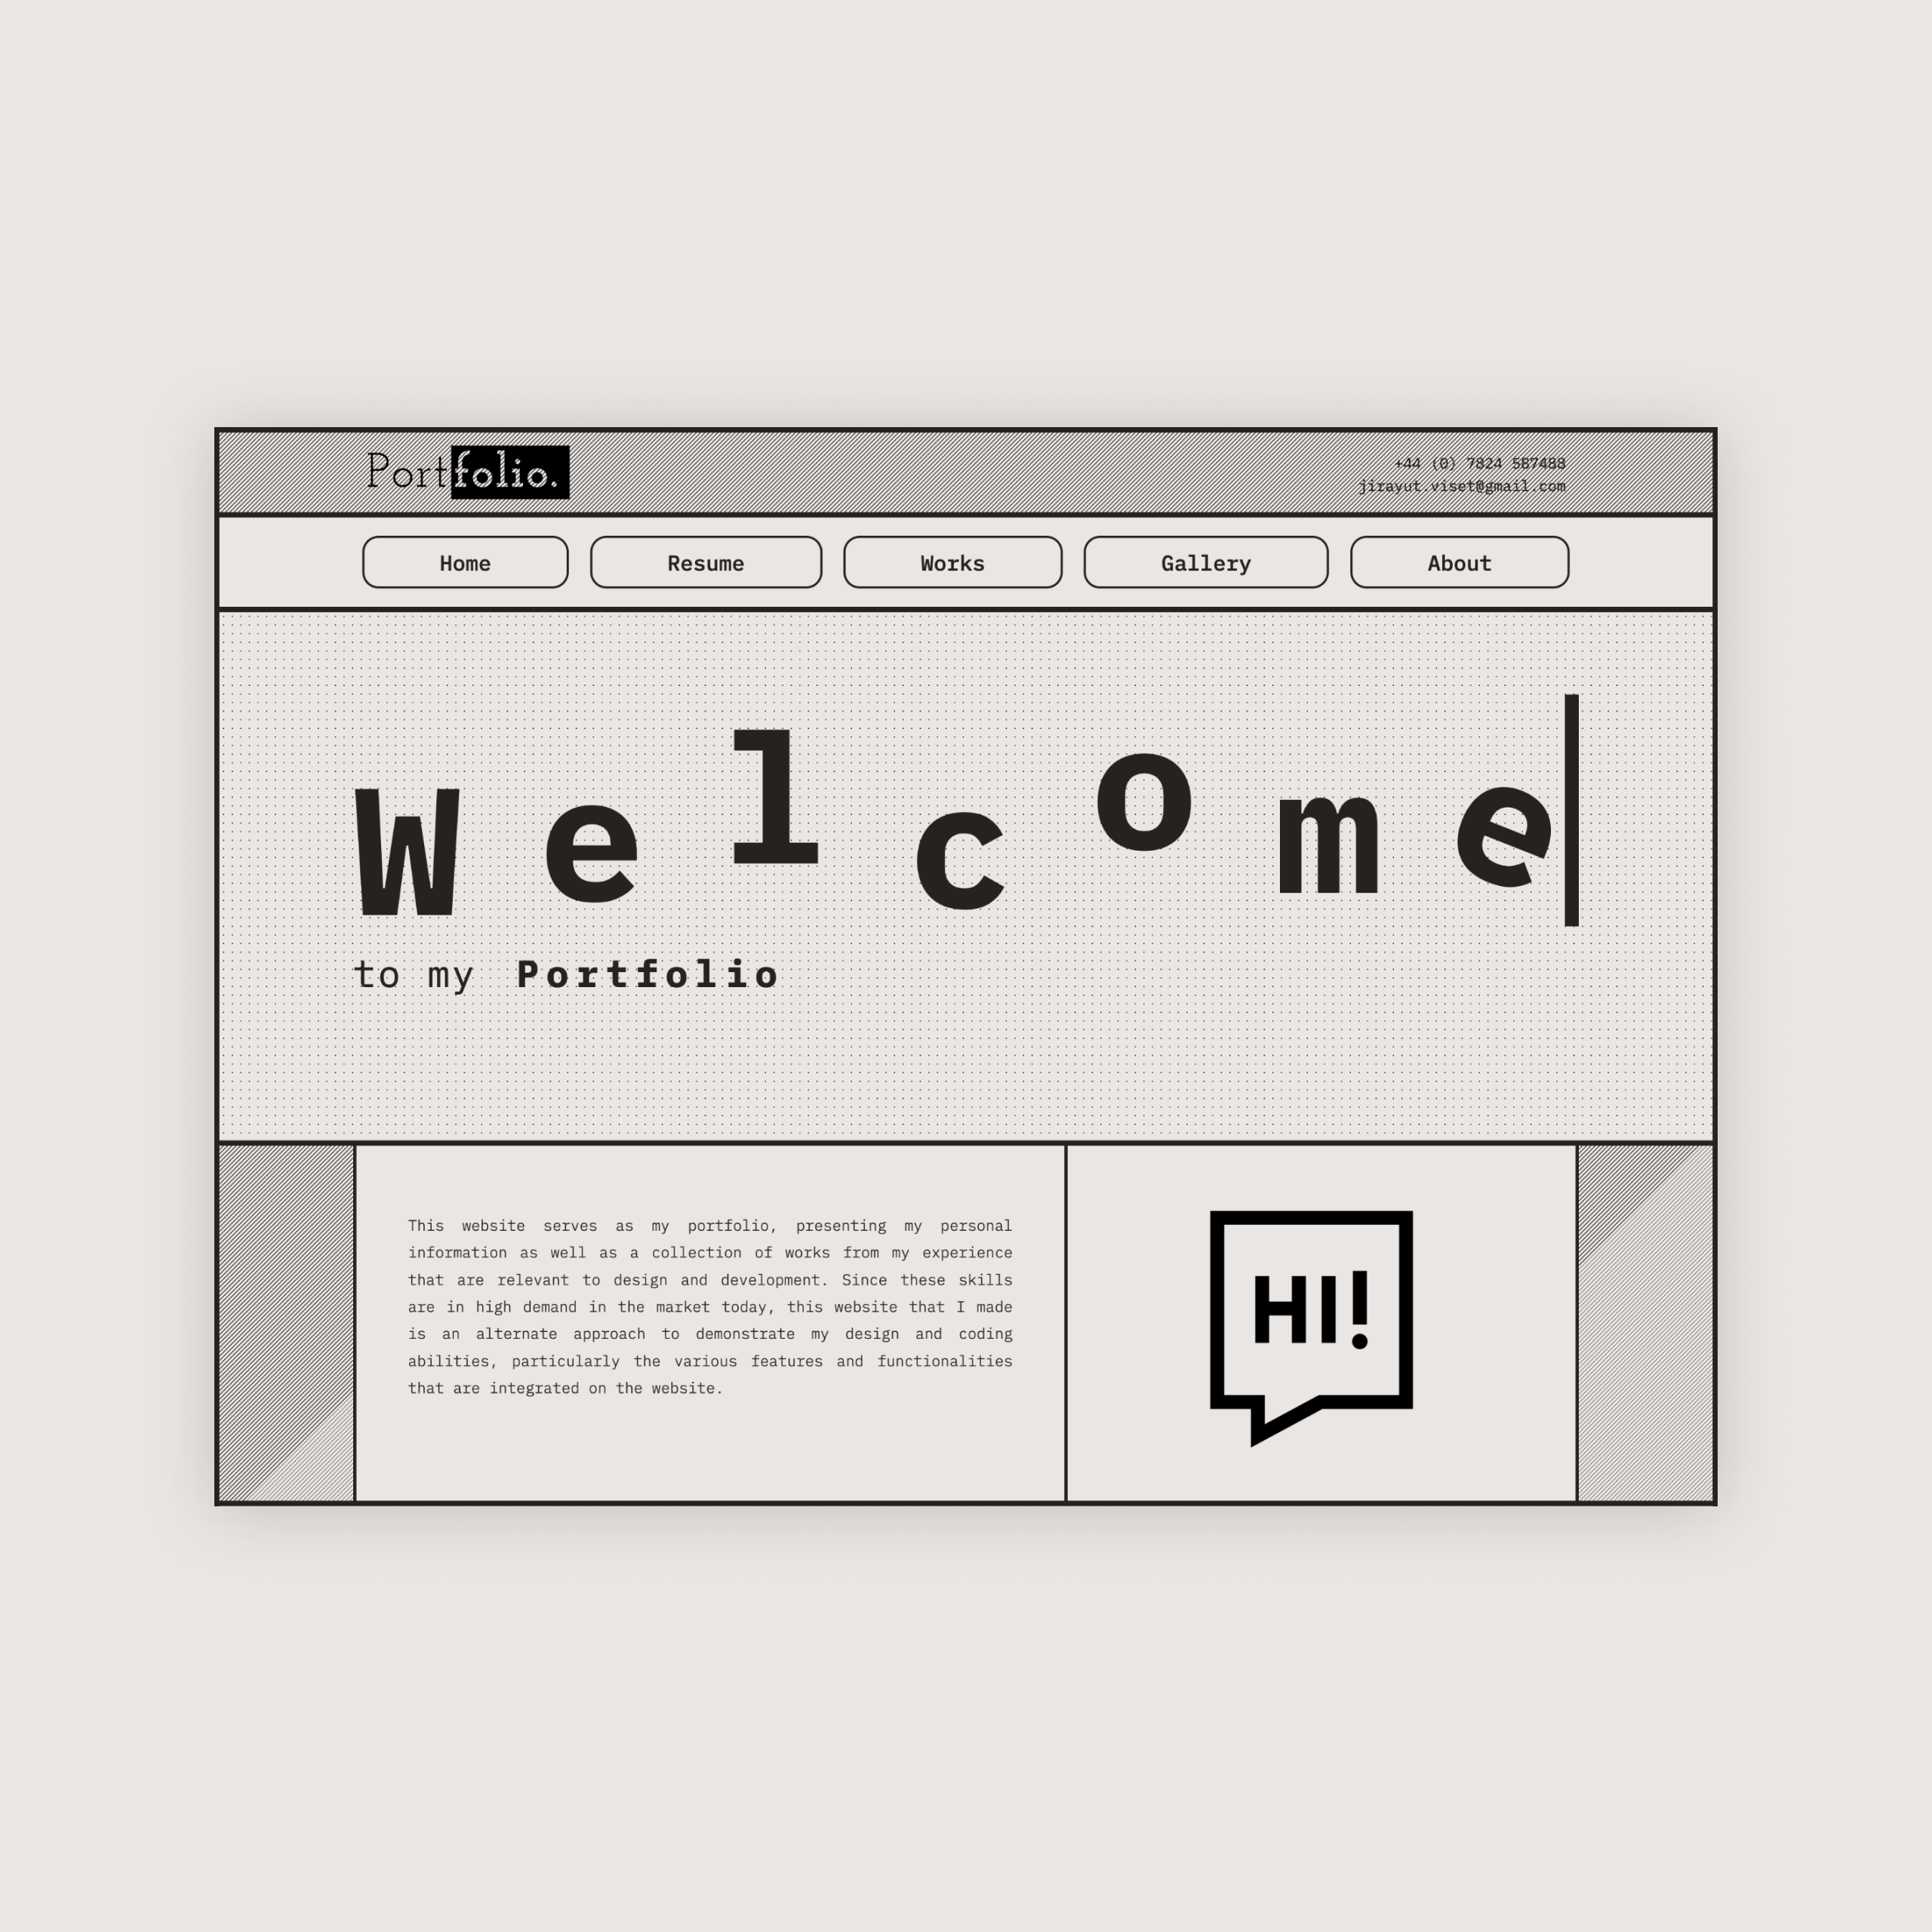 Portfolio.
+44 (0) 7824 587488
jirayut.viset@gmail.com
Home Resume Works Gallery About
Welcome
to my Portfolio
This website serves as my portfolio, presenting my personal
information as well as a collection of works from my experience
that are relevant to design and development. Since these skills
are in high demand in the market today, this website that I made
is an alternate approach to demonstrate my design and coding
abilities, particularly the various features and functionalities
that are integrated on the website.
HI!